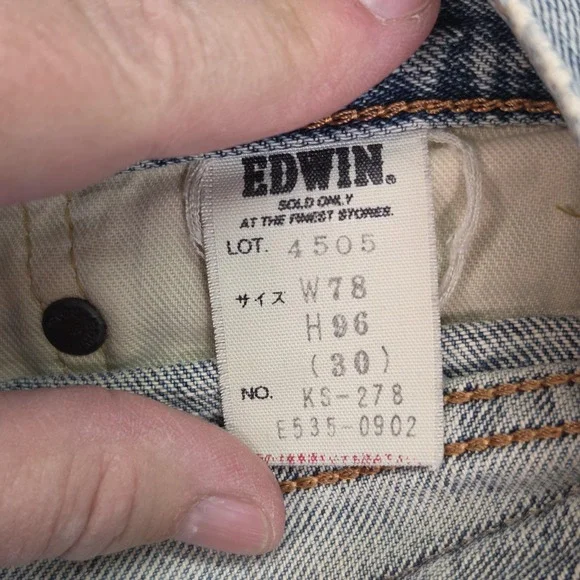 EDWIN®
SOLD ONLY
AT THE FINEST STORES.
LOT. 4505
サイズ W78
H96
(30)
NO. KS-278
E535-0902